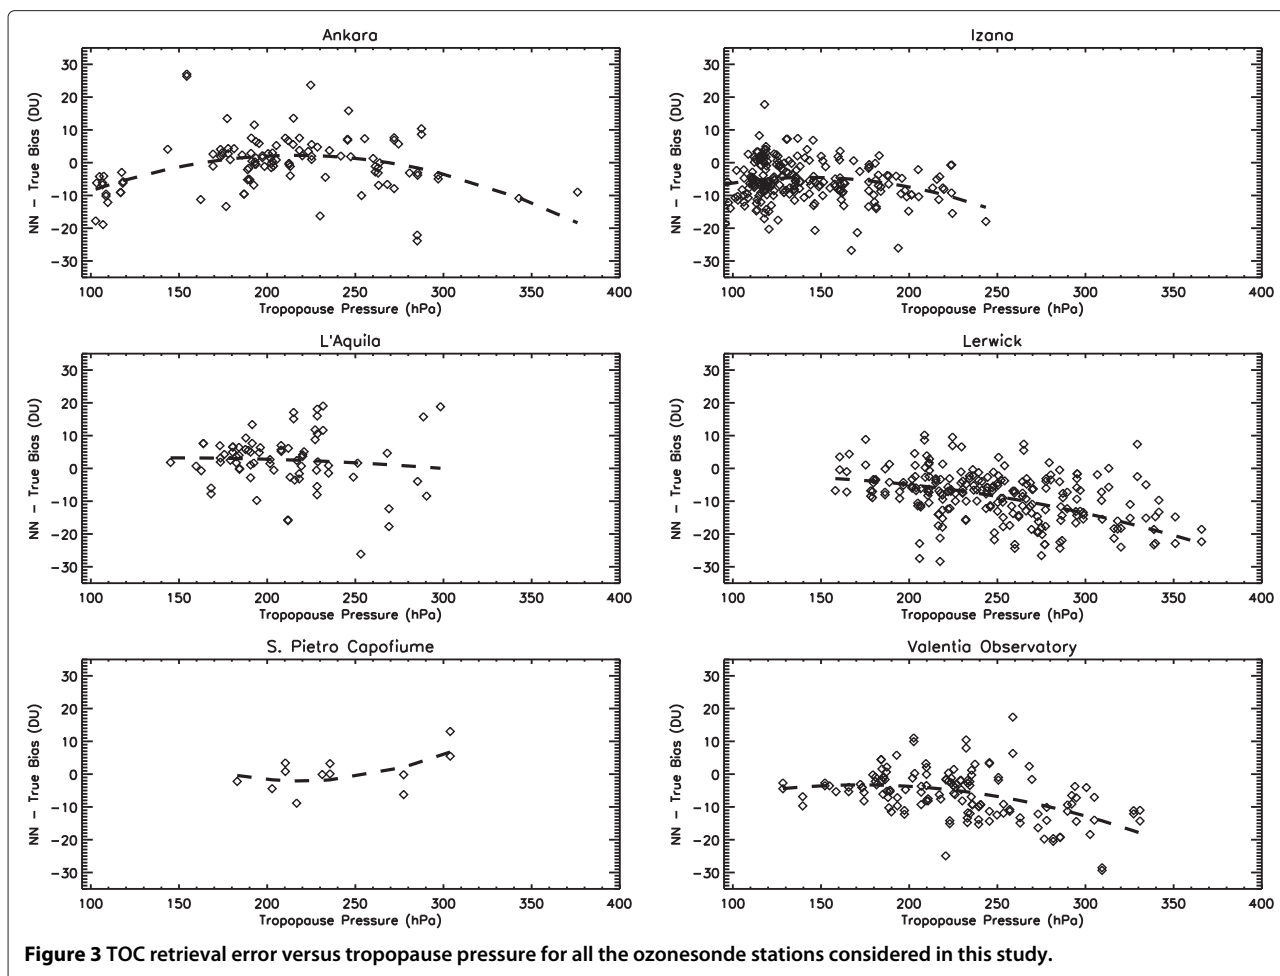 Ankara
NN – True Bias (DU)
30
20
10
0
−10
−20
−30
100 150 200 250 300 350 400
Tropopause Pressure (hPa)
Izana
NN – True Bias (DU)
30
20
10
0
−10
−20
−30
100 150 200 250 300 350 400
Tropopause Pressure (hPa)
L'Aquila
NN – True Bias (DU)
30
20
10
0
−10
−20
−30
100 150 200 250 300 350 400
Tropopause Pressure (hPa)
Lerwick
NN – True Bias (DU)
30
20
10
0
−10
−20
−30
100 150 200 250 300 350 400
Tropopause Pressure (hPa)
S. Pietro Capofiume
NN – True Bias (DU)
30
20
10
0
−10
−20
−30
100 150 200 250 300 350 400
Tropopause Pressure (hPa)
Valentia Observatory
NN – True Bias (DU)
30
20
10
0
−10
−20
−30
100 150 200 250 300 350 400
Tropopause Pressure (hPa)
Figure 3 TOC retrieval error versus tropopause pressure for all the ozonesonde stations considered in this study.